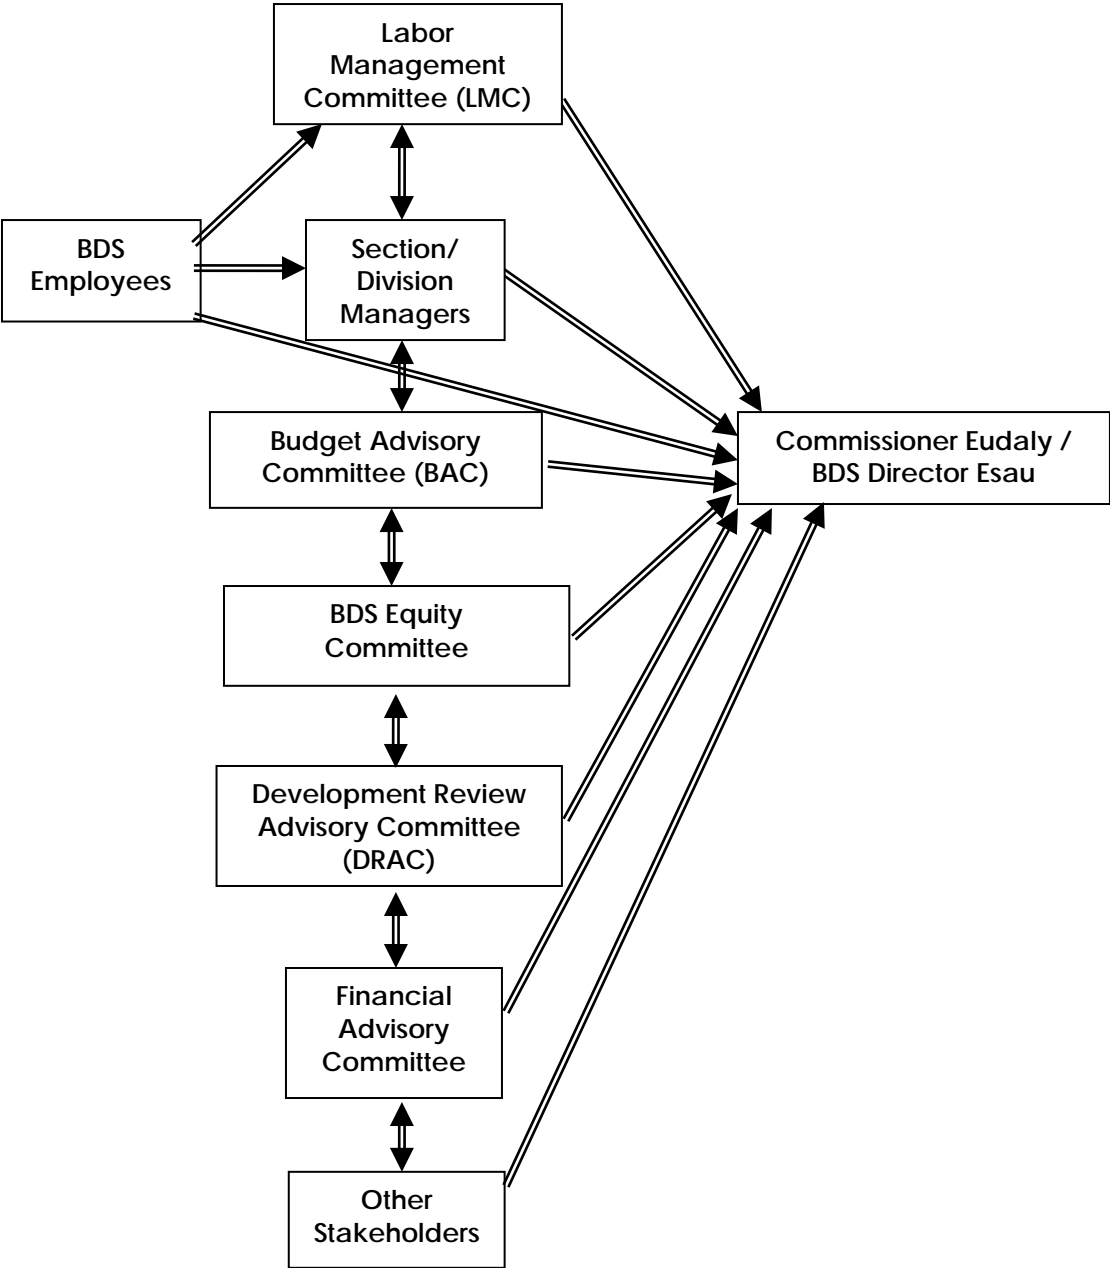 Labor
Management
Committee (LMC)
BDS
Employees
Section/
Division
Managers
Budget Advisory
Committee (BAC)
Commissioner Eudaly /
BDS Director Esau
BDS Equity
Committee
Development Review
Advisory Committee
(DRAC)
Financial
Advisory
Committee
Other
Stakeholders